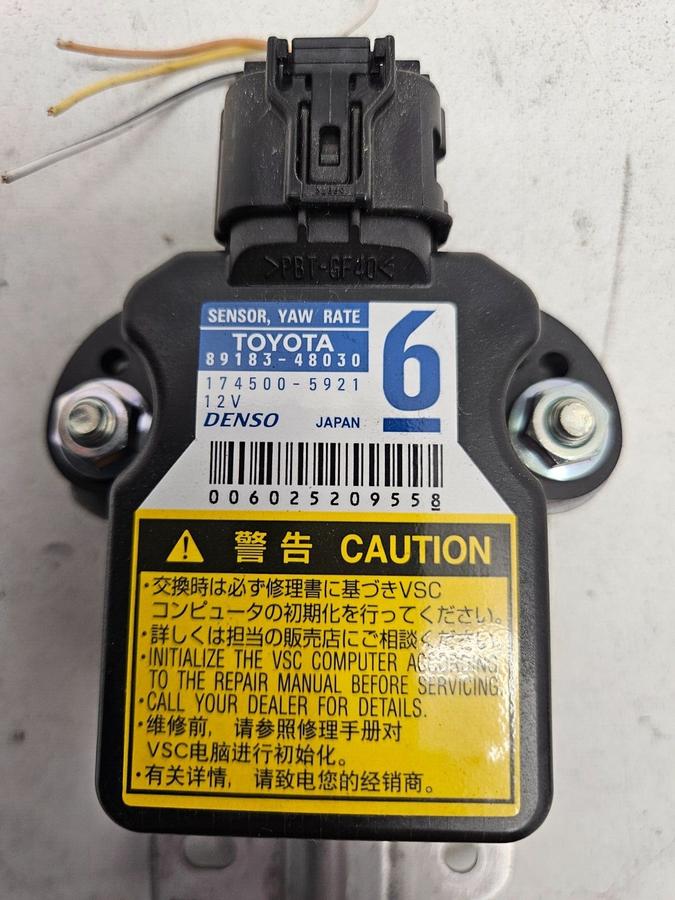 >PBT-GF40<
SENSOR, YAW RATE
TOYOTA
89183-48030
6
174500-5921
12V
DENSO JAPAN
0060252095558
警告 CAUTION
・交換時は必ず修理書に基づきVSC
コンピュータの初期化を行ってください。
・詳しくは担当の販売店にご相談ください。
・INITIALIZE THE VSC COMPUTER ACCORDING
TO THE REPAIR MANUAL BEFORE SERVICING.
・CALL YOUR DEALER FOR DETAILS.
・维修前，请参照修理手册对
VSC电脑进行初始化。
・有关详情，请致电您的经销商。